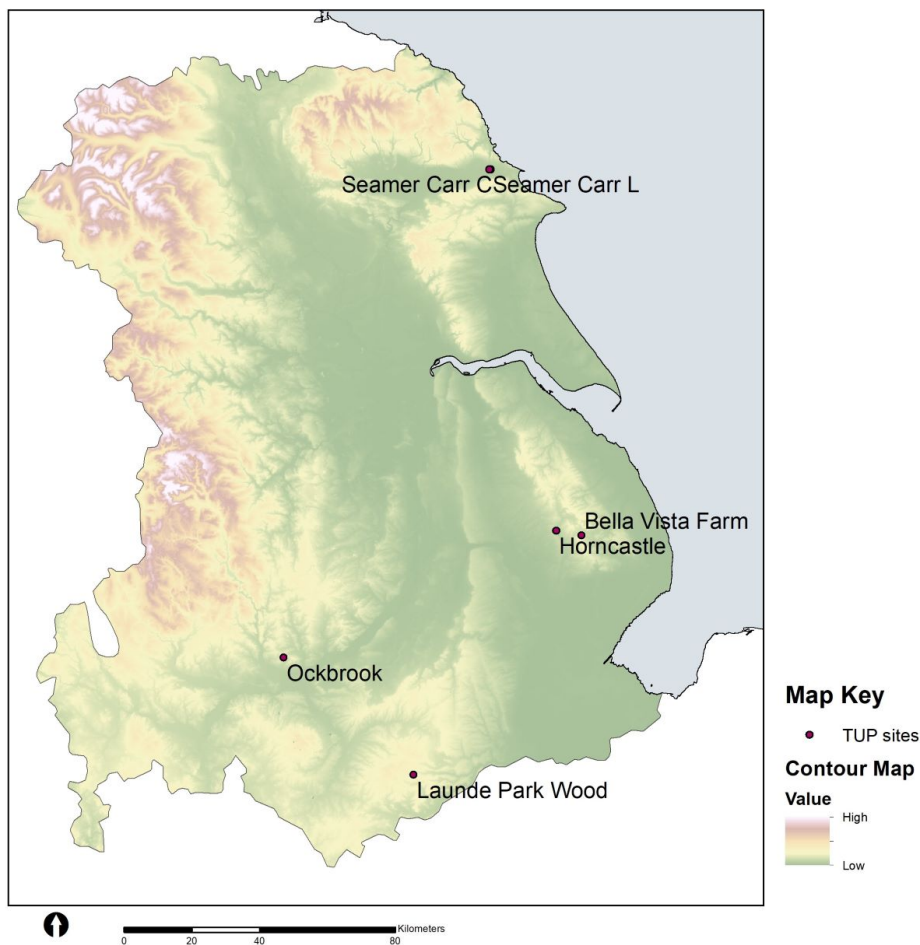 Seamer Carr CSeamer Carr L
Bella Vista Farm
Horncastle
Ockbrook
Launde Park Wood
Map Key
TUP sites
Contour Map
Value
High
Low
Kilometers
0 20 40 80